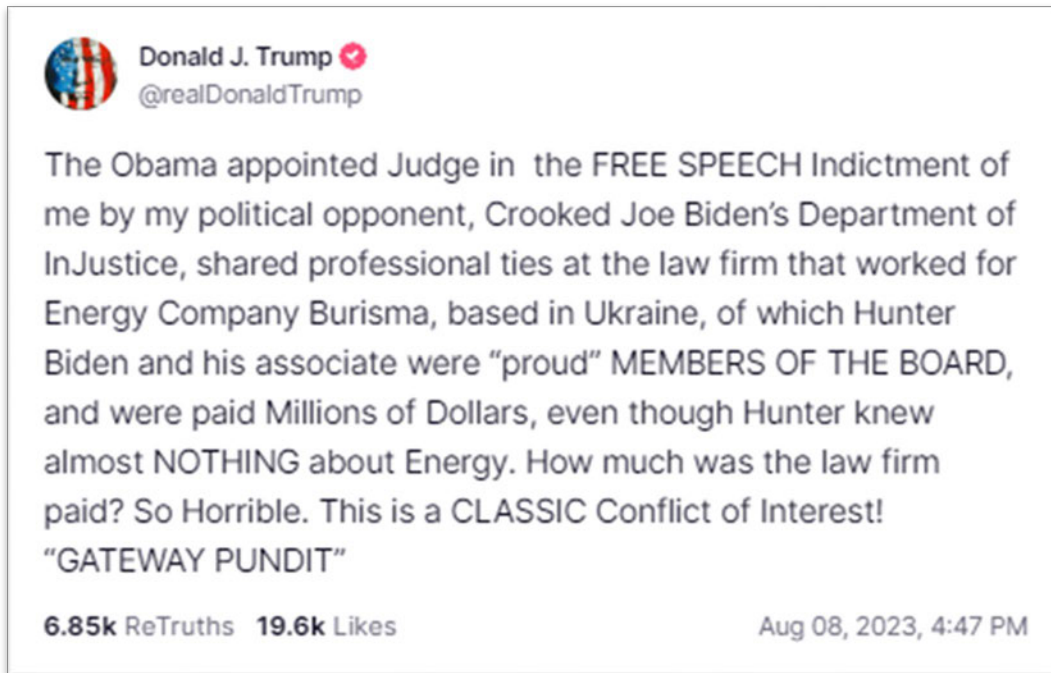 Donald J. Trump
@realDonaldTrump
The Obama appointed Judge in  the FREE SPEECH Indictment of
me by my political opponent, Crooked Joe Biden’s Department of
InJustice, shared professional ties at the law firm that worked for
Energy Company Burisma, based in Ukraine, of which Hunter
Biden and his associate were “proud” MEMBERS OF THE BOARD,
and were paid Millions of Dollars, even though Hunter knew
almost NOTHING about Energy. How much was the law firm
paid? So Horrible. This is a CLASSIC Conflict of Interest!
“GATEWAY PUNDIT”
6.85k ReTruths 19.6k Likes Aug 08, 2023, 4:47 PM